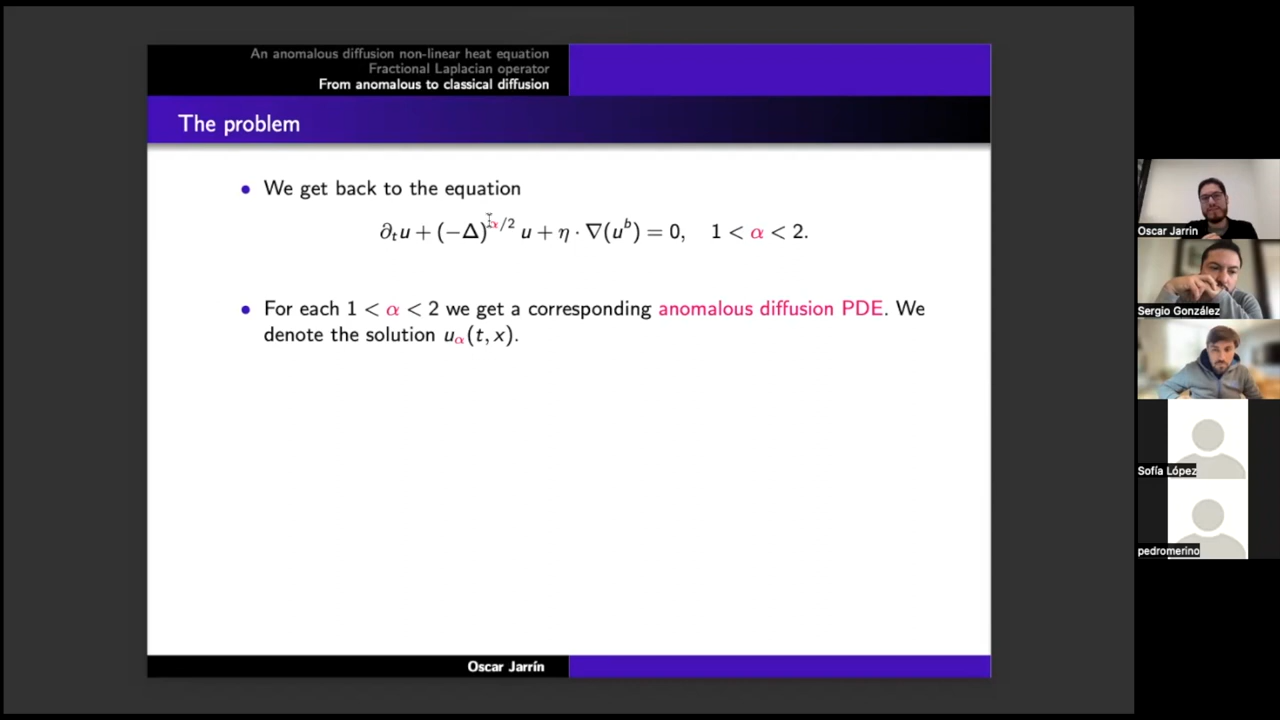 An anomalous diffusion non-linear heat equation
Fractional Laplacian operator
From anomalous to classical diffusion
The problem
• We get back to the equation
∂ₜu + (−Δ)^{α/2} u + η · ∇(u^b) = 0, 1 < α < 2.
• For each 1 < α < 2 we get a corresponding anomalous diffusion PDE. We
denote the solution u_α(t, x).
Oscar Jarrín
Oscar Jarrin
Sergio González
Sofía López
pedromerino